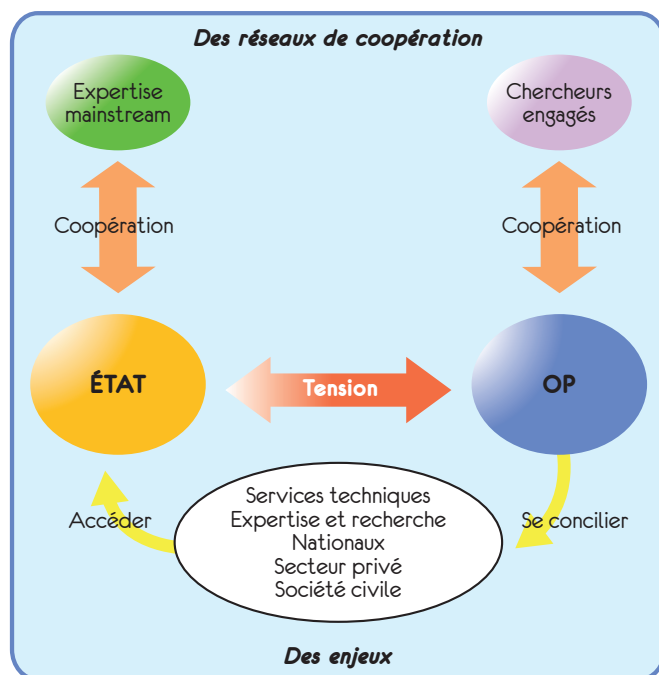 Des réseaux de coopération
Expertise
mainstream
Chercheurs
engagés
Coopération
Coopération
ÉTAT
Tension
OP
Accéder
Services techniques
Expertise et recherche
Nationaux
Secteur privé
Société civile
Se concilier
Des enjeux